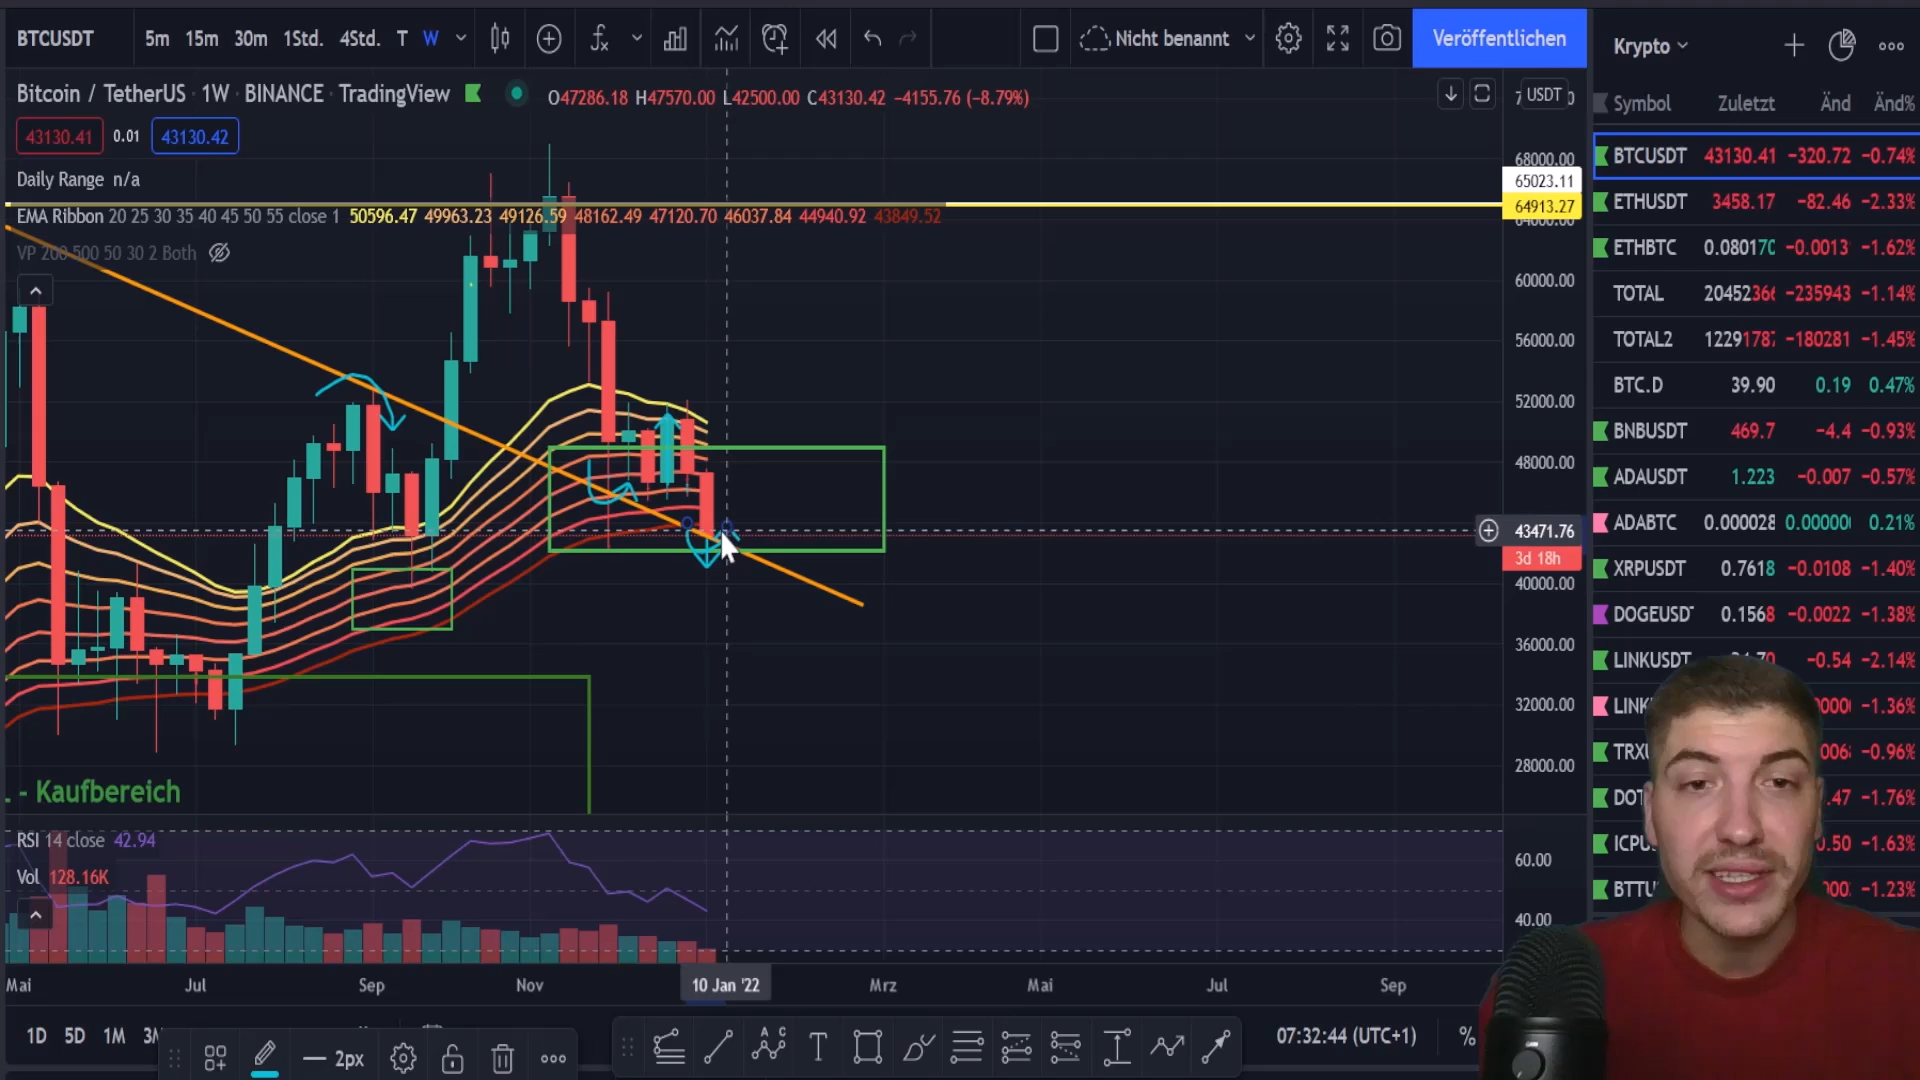 BTCUSDT 5m 15m 30m 1Std. 4Std. T W Nicht benannt Veröffentlichen
Bitcoin / TetherUS · 1W · BINANCE · TradingView O47286.18 H47570.00 L42500.00 C43130.42 −4155.76 (−8.79%)
43130.41 0.01 43130.42
Daily Range n/a
EMA Ribbon 20 25 30 35 40 45 50 55 close 1 50596.47 49963.23 49126.59 48162.49 47120.70 46037.84 44940.92 43849.52
VP 200 500 50 30 2 Both
- Kaufbereich
RSI 14 close 42.94
Vol 128.16K
USDT
68000.00
65023.11
64913.27
64000.00
60000.00
56000.00
52000.00
48000.00
43471.76
3d 18h
40000.00
36000.00
32000.00
28000.00
60.00
40.00
Mai Jul Sep Nov 10 Jan '22 Mrz Mai Jul Sep
1D 5D 1M 07:32:44 (UTC+1) %
2px
Krypto
Symbol Zuletzt Änd Änd%
BTCUSDT 43130.41 −320.72 −0.74%
ETHUSDT 3458.17 −82.46 −2.33%
ETHBTC 0.080170 −0.0013 −1.62%
TOTAL 20452366 −235943 −1.14%
TOTAL2 12291787 −180281 −1.45%
BTC.D 39.90 0.19 0.47%
BNBUSDT 469.7 −4.4 −0.93%
ADAUSDT 1.223 −0.007 −0.57%
ADABTC 0.000028 0.000000 0.21%
XRPUSDT 0.7618 −0.0108 −1.40%
DOGEUSDT 0.1568 −0.0022 −1.38%
LINKUSDT −0.54 −2.14%
LINK −1.36%
TRXU −0.96%
DOT .47 −1.76%
ICPU 0.50 −1.63%
BTTU −1.23%